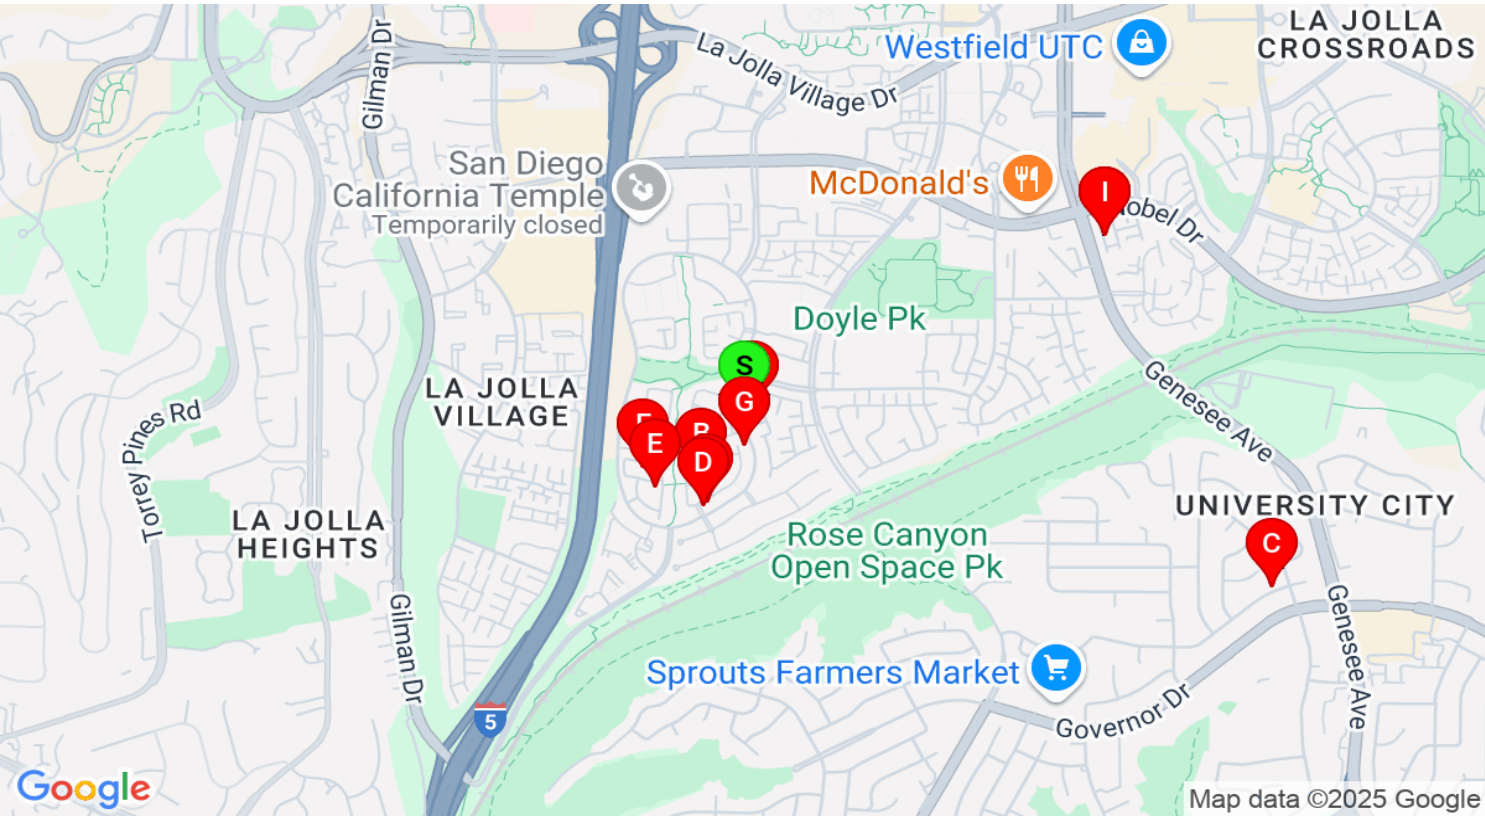 LA JOLLA
CROSSROADS
Westfield UTC
Gilman Dr
La Jolla Village Dr
San Diego
California Temple
Temporarily closed
McDonald's
I
Nobel Dr
Doyle Pk
S
G
LA JOLLA
VILLAGE
E
D
Torrey Pines Rd
Genesee Ave
LA JOLLA
HEIGHTS
UNIVERSITY CITY
Rose Canyon
Open Space Pk
C
Gilman Dr
Genesee Ave
Sprouts Farmers Market
Governor Dr
5
Google
Map data ©2025 Google